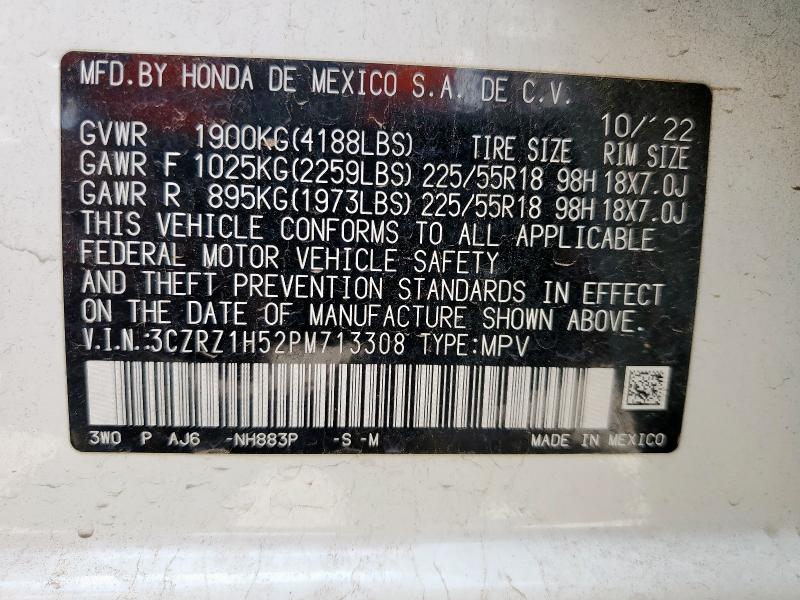 MFD.BY HONDA DE MEXICO S.A. DE C.V.
10/'22
GVWR 1900KG(4188LBS) TIRE SIZE RIM SIZE
GAWR F 1025KG(2259LBS) 225/55R18 98H 18X7.0J
GAWR R 895KG(1973LBS) 225/55R18 98H 18X7.0J
THIS VEHICLE CONFORMS TO ALL APPLICABLE
FEDERAL MOTOR VEHICLE SAFETY
AND THEFT PREVENTION STANDARDS IN EFFECT
ON THE DATE OF MANUFACTURE SHOWN ABOVE.
V.I.N.:3CZRZ1H52PM713308 TYPE:MPV
3W0 P AJ6 -NH883P -S -M MADE IN MEXICO